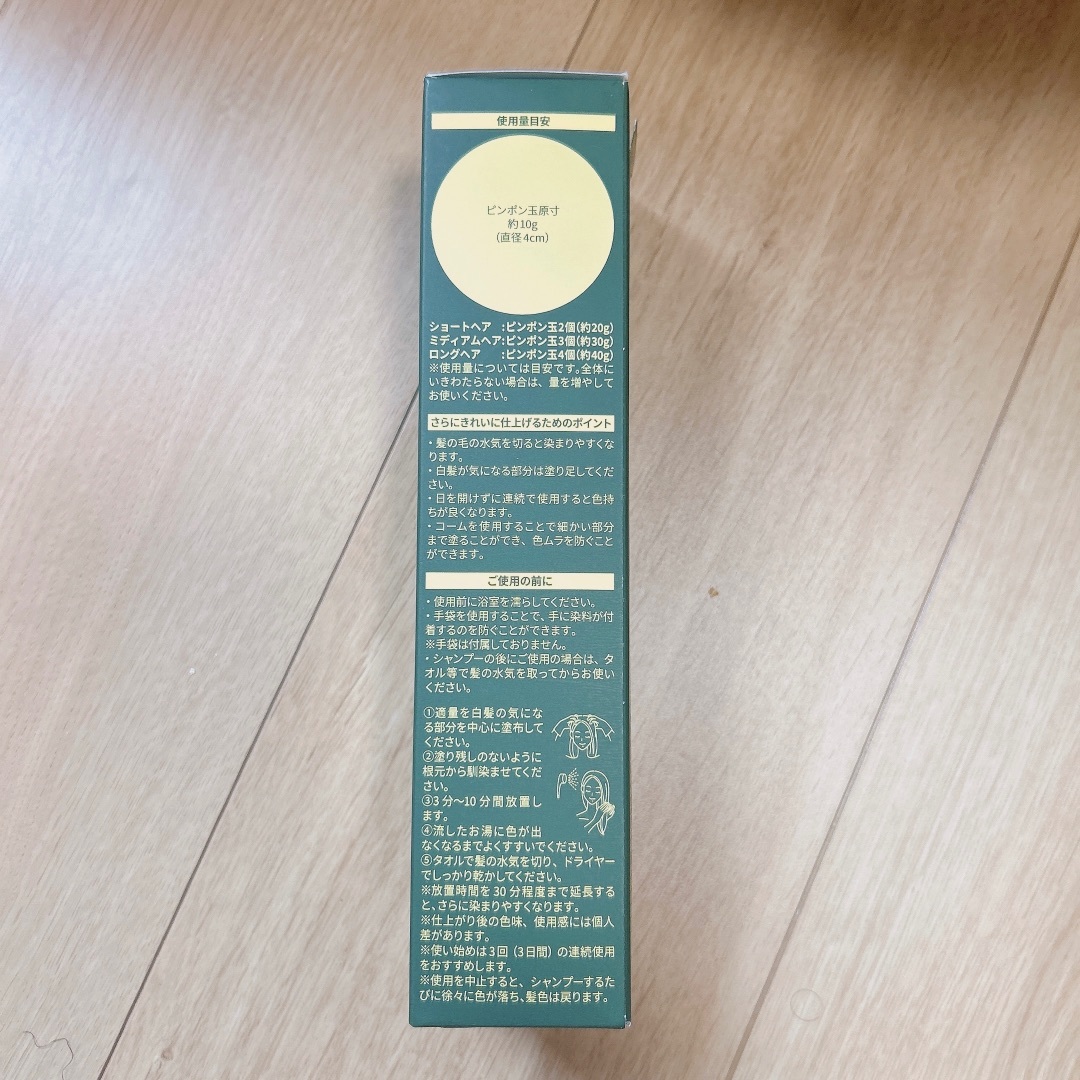 使用量目安
ピンポン玉原寸
約10g
(直径4cm)
ショートヘア :ピンポン玉2個(約20g)
ミディアムヘア:ピンポン玉3個(約30g)
ロングヘア :ピンポン玉4個(約40g)
※使用量については目安です。全体に
いきわたらない場合は、量を増やして
お使いください。
さらにきれいに仕上げるためのポイント
・髪の毛の水気を切ると染まりやすくな
ります。
・白髪が気になる部分は塗り足してくだ
さい。
・日を開けずに連続で使用すると色持
ちが良くなります。
・コームを使用することで細かい部分
まで塗ることができ、色ムラを防ぐこと
ができます。
ご使用の前に
・使用前に浴室を濡らしてください。
・手袋を使用することで、手に染料が付
着するのを防ぐことができます。
※手袋は付属しておりません。
・シャンプーの後にご使用の場合は、タ
オル等で髪の水気を取ってからお使い
ください。
①適量を白髪の気にな
る部分を中心に塗布して
ください。
②塗り残しのないように
根元から馴染ませてくだ
さい。
③3分～10分間放置し
ます。
④流したお湯に色が出
なくなるまでよくすすいでください。
⑤タオルで髪の水気を切り、ドライヤー
でしっかり乾かしてください。
※放置時間を30分程度まで延長する
と、さらに染まりやすくなります。
※仕上がり後の色味、使用感には個人
差があります。
※使い始めは3回(3日間)の連続使用
をおすすめします。
※使用を中止すると、シャンプーするた
びに徐々に色が落ち、髪色は戻ります。